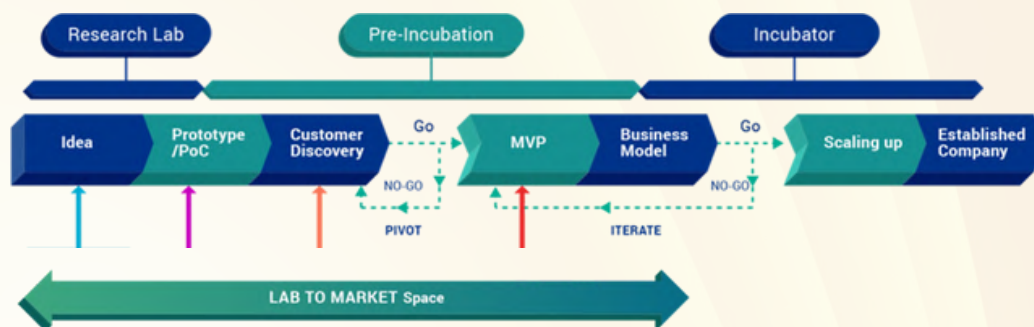 Research Lab
Pre-Incubation
Incubator
Idea
Prototype
/PoC
Customer
Discovery
Go
MVP
Business
Model
Go
Scaling up
Established
Company
NO-GO
NO-GO
PIVOT
ITERATE
LAB TO MARKET Space